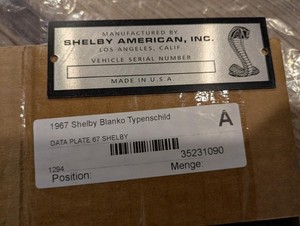 MANUFACTURED BY
SHELBY AMERICAN, INC.
LOS ANGELES, CALIF.
VEHICLE SERIAL NUMBER
MADE IN U.S.A
1967 Shelby Blanko Typenschild
A
DATA PLATE 67 SHELBY
35231090
1294
Position:
Menge: